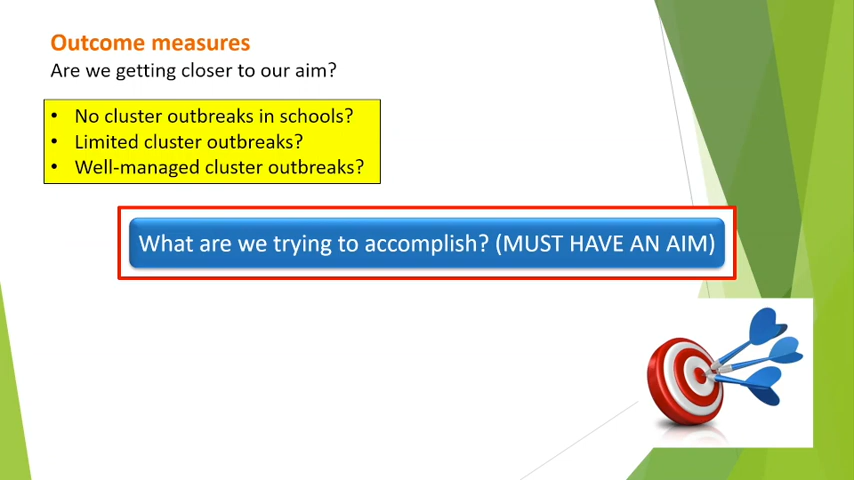 Outcome measures
Are we getting closer to our aim?
• No cluster outbreaks in schools?
• Limited cluster outbreaks?
• Well-managed cluster outbreaks?
What are we trying to accomplish? (MUST HAVE AN AIM)